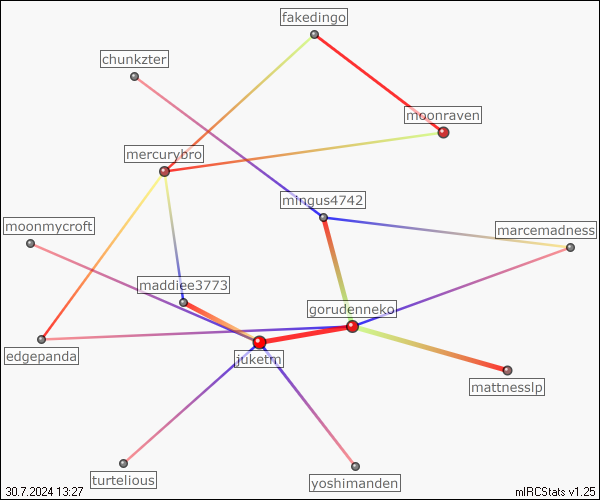 fakedingo
chunkzter
moonraven
mercurybro
mingus4742
moonmycroft
marcemadness
maddiee3773
gorudenneko
edgepanda
juketm
mattnesslp
turtelious
yoshimanden
30.7.2024 13:27
mIRCStats v1.25